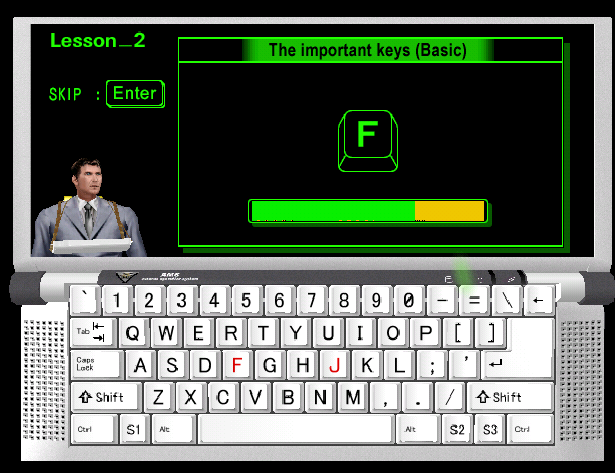 Lesson_2
The important keys (Basic)
SKIP : Enter
F
AMS
` 1 2 3 4 5 6 7 8 9 0 - = \ ←
Tab Q W E R T Y U I O P [ ]
Caps Lock A S D F G H J K L ; ' ↵
⇧ Shift Z X C V B N M , . / ⇧ Shift
Ctrl S1 Alt Alt S2 S3 Ctrl